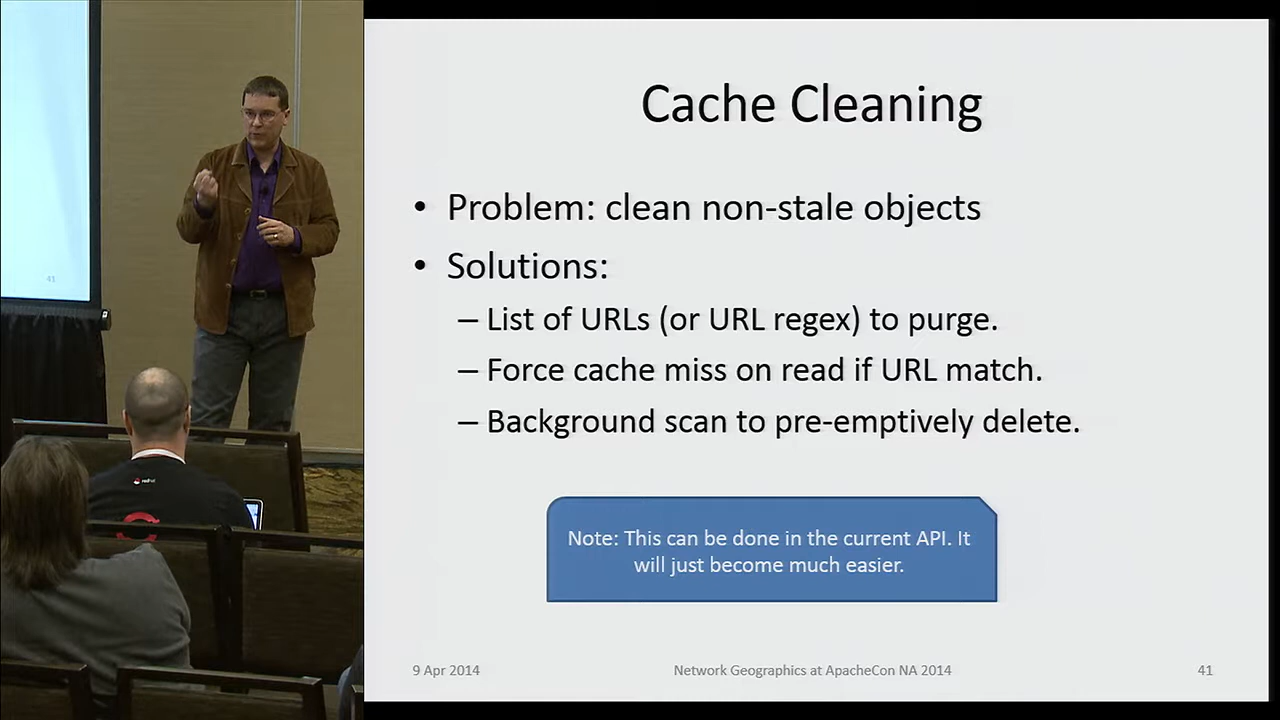 Cache Cleaning
• Problem: clean non-stale objects
• Solutions:
– List of URLs (or URL regex) to purge.
– Force cache miss on read if URL match.
– Background scan to pre-emptively delete.
Note: This can be done in the current API. It
will just become much easier.
9 Apr 2014
Network Geographics at ApacheCon NA 2014
41
41
redhat